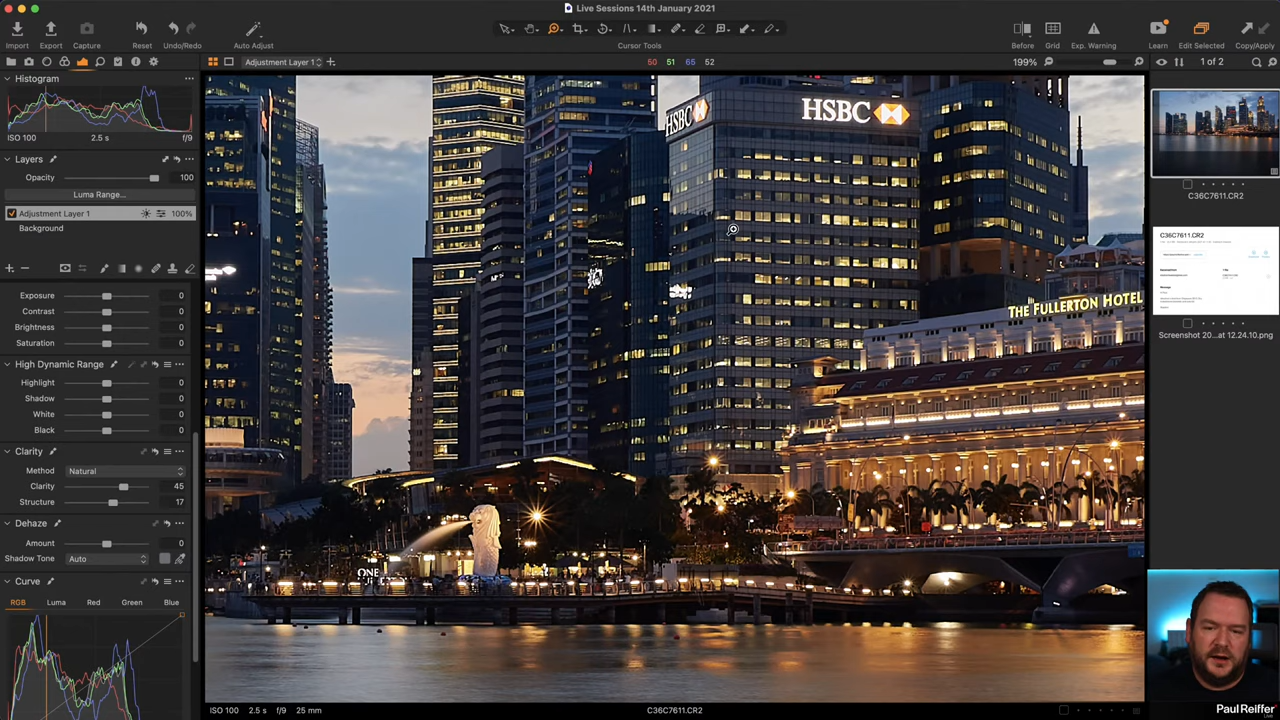 Live Sessions 14th January 2021
Import Export Capture Reset Undo/Redo Auto Adjust Cursor Tools Before Grid Exp. Warning Learn Edit Selected Copy/Apply
Adjustment Layer 1 50 51 65 52 199% 1 of 2
Histogram
ISO 100 2.5 s f/9
Layers
Opacity 100
Luma Range...
Adjustment Layer 1 100%
Background
Exposure 0
Contrast 0
Brightness 0
Saturation 0
High Dynamic Range
Highlight 0
Shadow 0
White 0
Black 0
Clarity
Method Natural
Clarity 45
Structure 17
Dehaze
Amount 0
Shadow Tone Auto
Curve
RGB Luma Red Green Blue
HSBC
HSBC
THE FULLERTON HOTEL
ONE
ISO 100 2.5 s f/9 25 mm C36C7611.CR2
C36C7611.CR2
C36C7611.CR2
Screenshot 20...at 12.24.10.png
Paul Reiffer
Live